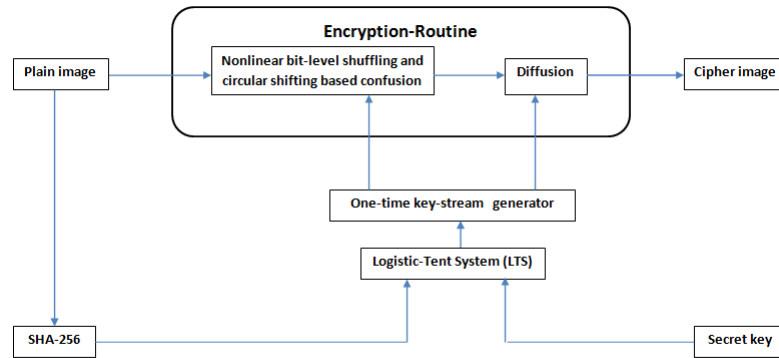 Encryption-Routine
Plain image
Nonlinear bit-level shuffling and
circular shifting based confusion
Diffusion
Cipher image
One-time key-stream generator
Logistic-Tent System (LTS)
SHA-256
Secret key